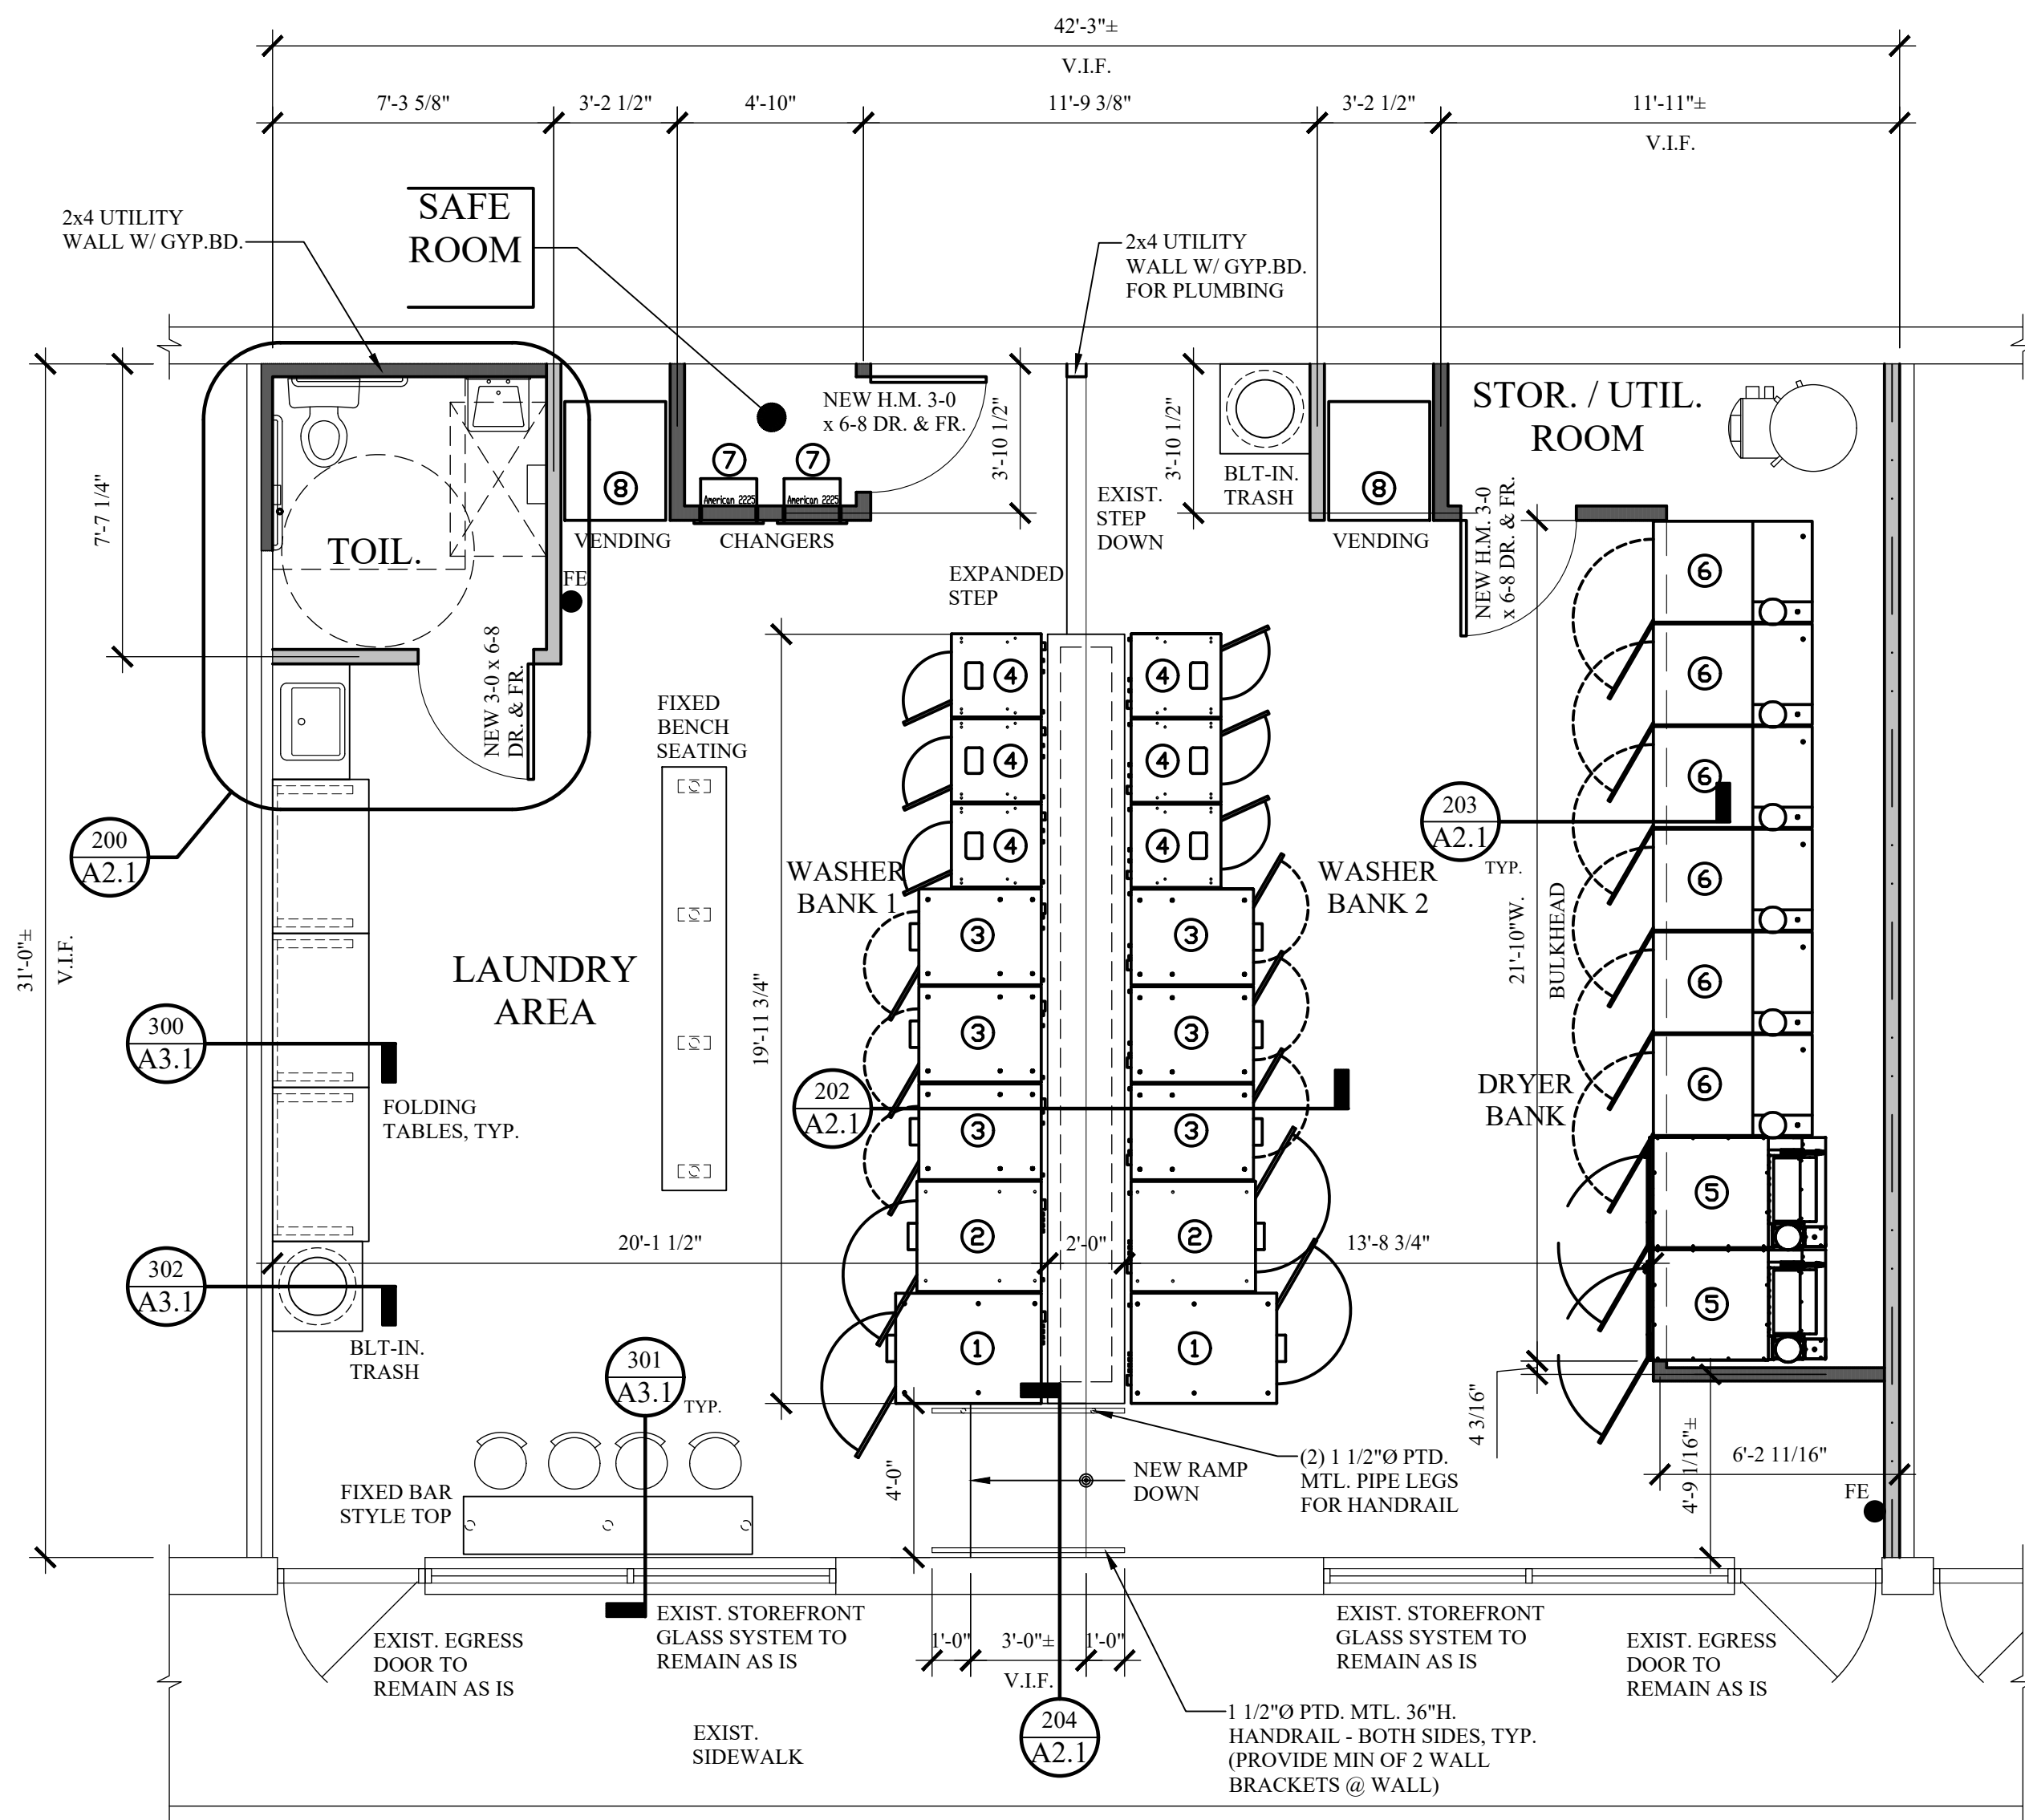 42'-3"±
V.I.F.
7'-3 5/8"
3'-2 1/2"
4'-10"
11'-9 3/8"
3'-2 1/2"
11'-11"±
V.I.F.
SAFE
ROOM
2x4 UTILITY
WALL W/ GYP.BD.
2x4 UTILITY
WALL W/ GYP.BD.
FOR PLUMBING
NEW H.M. 3-0
x 6-8 DR. & FR.
3'-10 1/2"
3'-10 1/2"
STOR. / UTIL.
ROOM
7
7
American 2225
American 2225
8
8
BLT-IN.
TRASH
EXIST.
STEP
DOWN
NEW H.M. 3-0
x 6-8 DR. & FR.
7'-7 1/4"
TOIL.
VENDING
CHANGERS
VENDING
FE
EXPANDED
STEP
NEW 3-0 x 6-8
DR. & FR.
FIXED
BENCH
SEATING
4
4
4
4
4
4
6
6
6
6
6
6
200
A2.1
WASHER
BANK 1
WASHER
BANK 2
203
A2.1
TYP.
31'-0"±
V.I.F.
LAUNDRY
AREA
19'-11 3/4"
3
3
3
3
3
3
21'-10"W.
BULKHEAD
300
A3.1
FOLDING
TABLES, TYP.
202
A2.1
DRYER
BANK
2
2
5
5
20'-1 1/2"
2'-0"
13'-8 3/4"
302
A3.1
BLT-IN.
TRASH
1
1
301
A3.1
TYP.
4 3/16"
4'-9 1/16"±
6'-2 11/16"
FE
4'-0"
NEW RAMP
DOWN
(2) 1 1/2"Ø PTD.
MTL. PIPE LEGS
FOR HANDRAIL
FIXED BAR
STYLE TOP
EXIST. EGRESS
DOOR TO
REMAIN AS IS
EXIST. STOREFRONT
GLASS SYSTEM TO
REMAIN AS IS
1'-0"
3'-0"±
1'-0"
V.I.F.
EXIST. STOREFRONT
GLASS SYSTEM TO
REMAIN AS IS
EXIST. EGRESS
DOOR TO
REMAIN AS IS
EXIST.
SIDEWALK
204
A2.1
1 1/2"Ø PTD. MTL. 36"H.
HANDRAIL - BOTH SIDES, TYP.
(PROVIDE MIN OF 2 WALL
BRACKETS @ WALL)